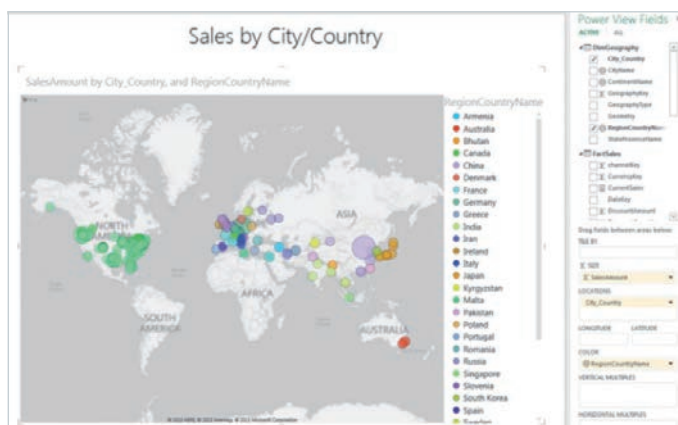 Sales by City/Country
SalesAmount by City_Country, and RegionCountryName
NORTH
AMERICA
SOUTH
AMERICA
AFRICA
ASIA
AUSTRALIA
RegionCountryName
Armenia
Australia
Bhutan
Canada
China
Denmark
France
Germany
Greece
India
Iran
Ireland
Italy
Japan
Kyrgyzstan
Malta
Pakistan
Poland
Portugal
Romania
Russia
Singapore
Slovenia
South Korea
Spain
Sweden
Power View Fields
ACTIVE ALL
DimGeography
City_Country
CityName
ContinentName
GeographyKey
GeographyType
Geometry
RegionCountryNam
StateProvinceName
FactSales
channelKey
CurrencyKey
CurrentSales
DateKey
DiscountAmount
Drag fields between areas below:
TILE BY
Σ SIZE
Σ SalesAmount
LOCATIONS
City_Country
LONGITUDE LATITUDE
COLOR
RegionCountryName
VERTICAL MULTIPLES
HORIZONTAL MULTIPLES